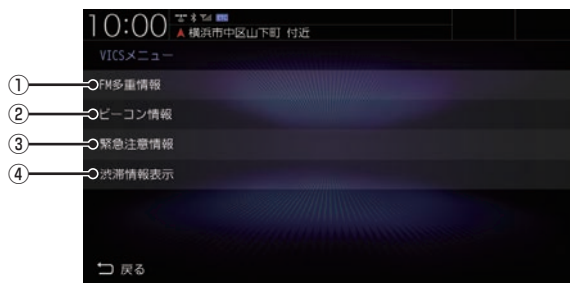 10:00
横浜市中区山下町 付近
VICSメニュー
① FM多重情報
② ビーコン情報
③ 緊急注意情報
④ 渋滞情報表示
戻る